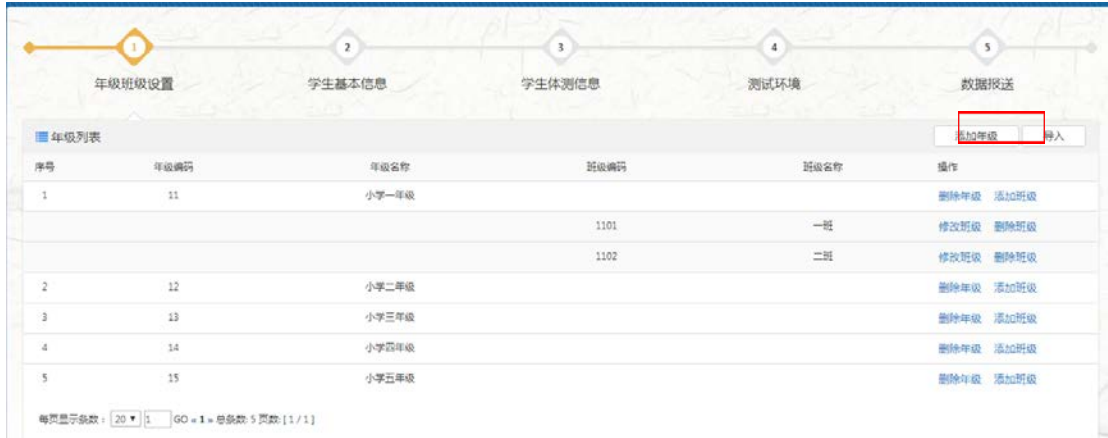 1 2 3 4 5
年级班级设置 学生基本信息 学生体测信息 测试环境 数据报送
年级列表 添加年级 导入
序号 年级编码 年级名称 班级编码 班级名称 操作
1 11 小学一年级 删除年级 添加班级
1101 一班 修改班级 删除班级
1102 二班 修改班级 删除班级
2 12 小学二年级 删除年级 添加班级
3 13 小学三年级 删除年级 添加班级
4 14 小学四年级 删除年级 添加班级
5 15 小学五年级 删除年级 添加班级
每页显示条数： 20 1 GO « 1 » 总条数: 5 页数: [ 1 / 1 ]